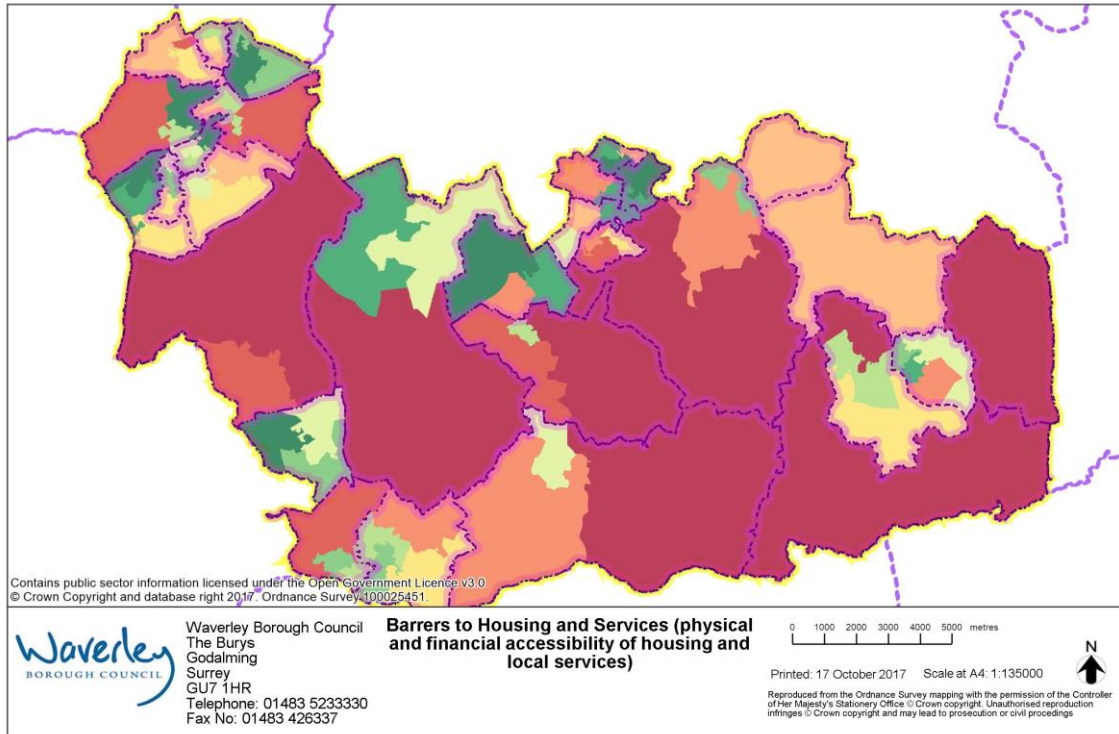 Contains public sector information licensed under the Open Government Licence v3.0
© Crown Copyright and database right 2017. Ordnance Survey 100025451.
Waverley
BOROUGH COUNCIL
Waverley Borough Council
The Burys
Godalming
Surrey
GU7 1HR
Telephone: 01483 5233330
Fax No: 01483 426337
Barrers to Housing and Services (physical
and financial accessibility of housing and
local services)
0 1000 2000 3000 4000 5000 metres
Printed: 17 October 2017 Scale at A4: 1:135000
N
Reproduced from the Ordnance Survey mapping with the permission of the Controller
of Her Majesty's Stationery Office © Crown copyright. Unauthorised reproduction
infringes © Crown copyright and may lead to prosecution or civil procedings